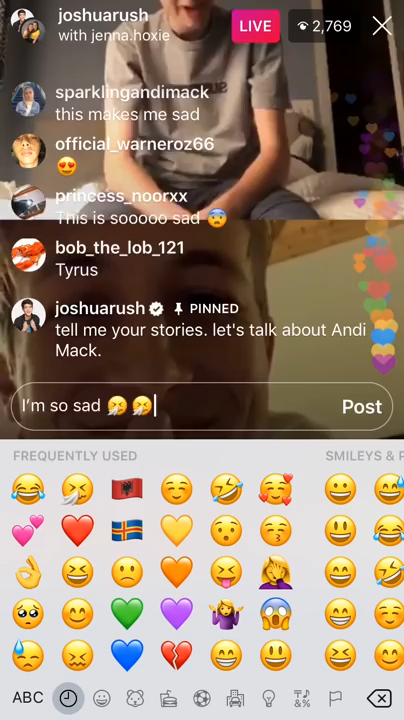 joshuarush
with jenna.hoxie
LIVE
2,769
sparklingandimack
this makes me sad
official_warneroz66
😍
princess_noorxx
This is sooooo sad 😨
bob_the_lob_121
Tyrus
joshuarush PINNED
tell me your stories. let's talk about Andi
Mack.
I'm so sad 🤧🤧
Post
FREQUENTLY USED
SMILEYS & P
ABC